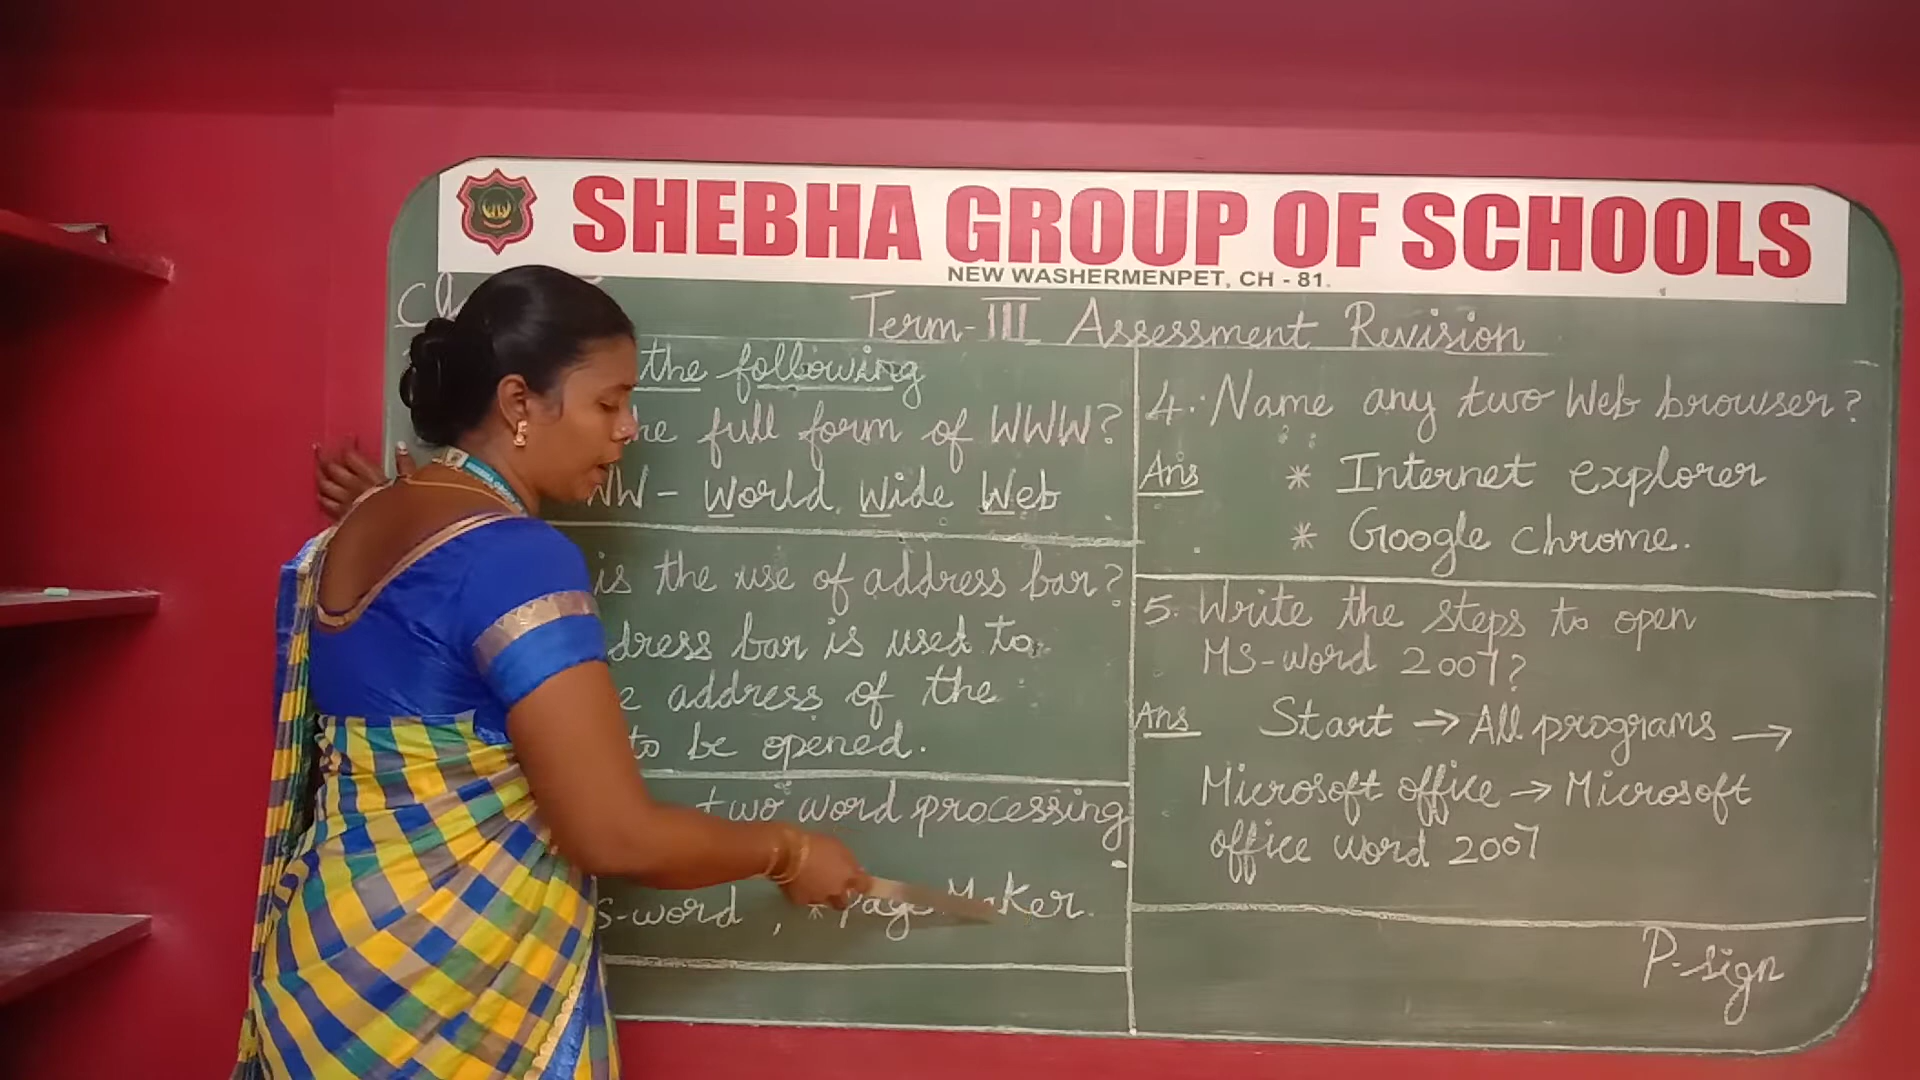 SHEBHA GROUP OF SCHOOLS
NEW WASHERMENPET, CH - 81.
Term-III Assessment Revision
the following
full form of WWW?
World Wide Web
is the use of address bar?
bar is used to
address of the
to be opened.
two word processing
word, * Page Maker.
4. Name any two Web browser?
Ans * Internet explorer
* Google chrome.
5. Write the steps to open
MS-word 2007?
Ans Start → All programs →
Microsoft office → Microsoft
office word 2007
P-sign